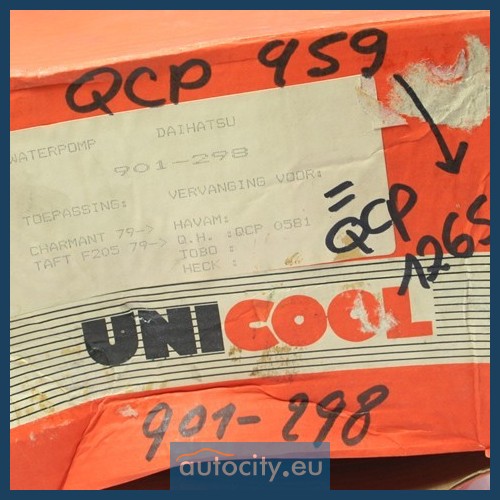 QCP 959
WATERPOMP DAIHATSU
901-298
TOEPASSING: VERVANGING VOOR:
CHARMANT 79-> HAVAM:
TAFT F205 79-> Q.H. :QCP 0581
TOBO :
HECK :
= QCP 1265
UNICOOL
901-298
autocity.eu